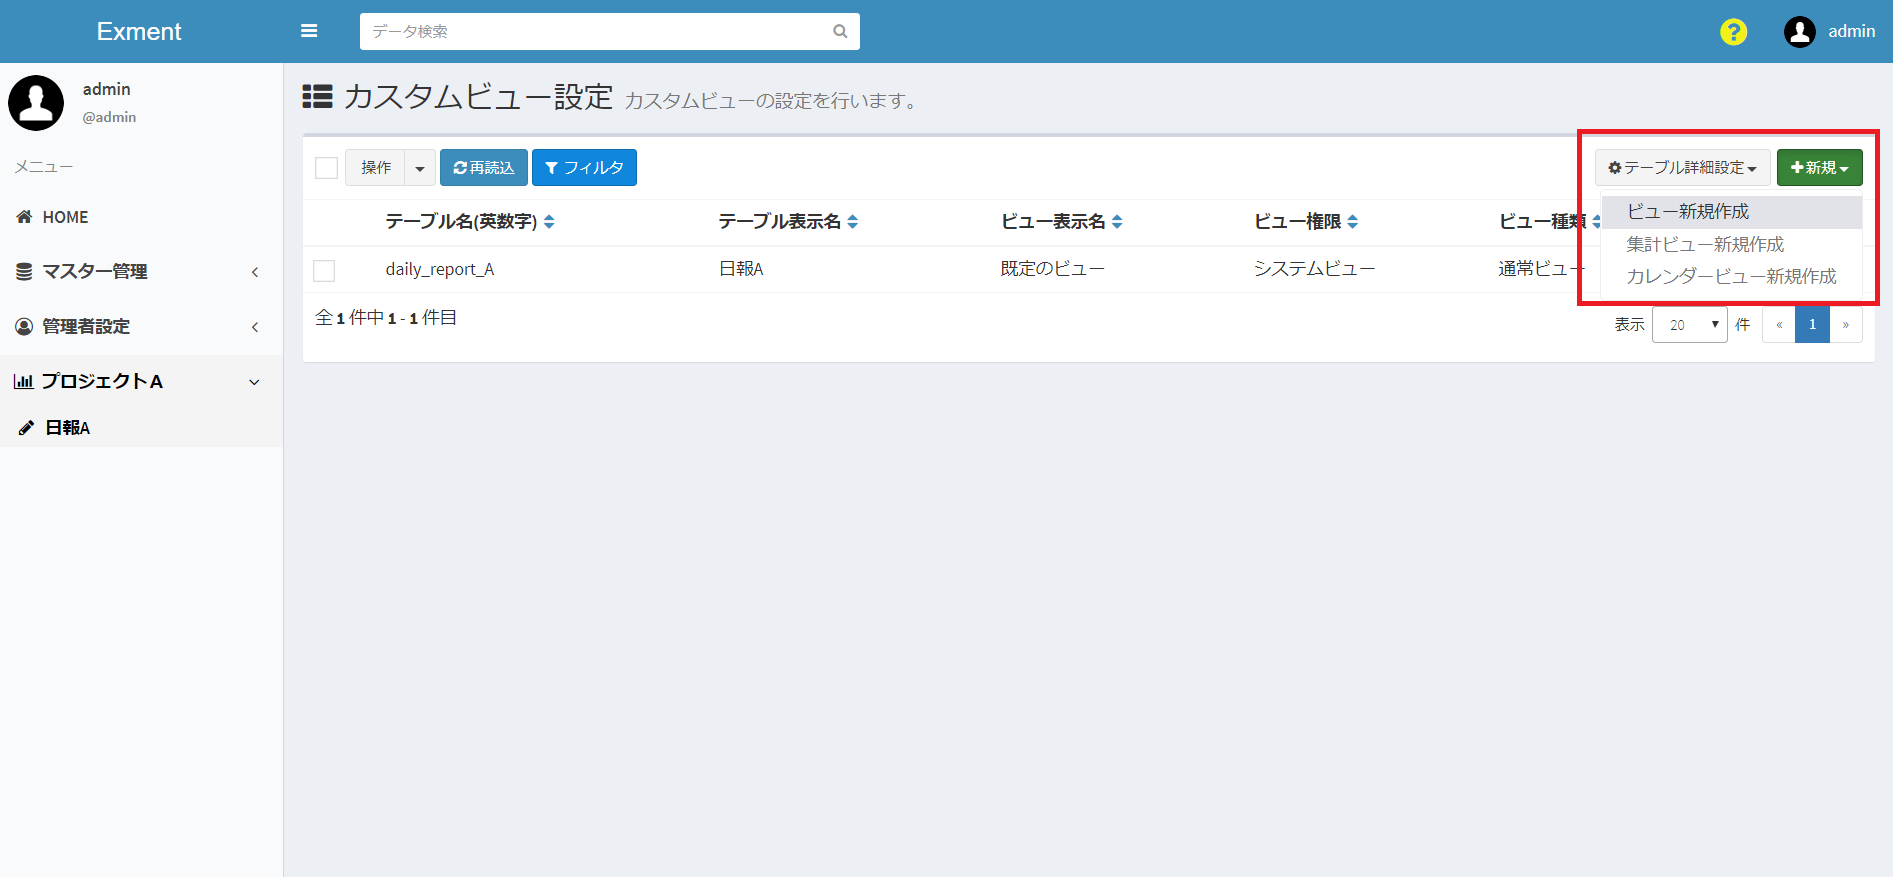 Exment
データ検索
?
admin
admin
@admin
メニュー
HOME
マスター管理
管理者設定
プロジェクトA
日報A
カスタムビュー設定 カスタムビューの設定を行います。
操作 再読込 フィルタ テーブル詳細設定 新規
ビュー新規作成
集計ビュー新規作成
カレンダービュー新規作成
テーブル名(英数字) テーブル表示名 ビュー表示名 ビュー権限 ビュー種類
daily_report_A 日報A 既定のビュー システムビュー 通常ビュー
全 1 件中 1 - 1 件目
表示 20 件 « 1 »